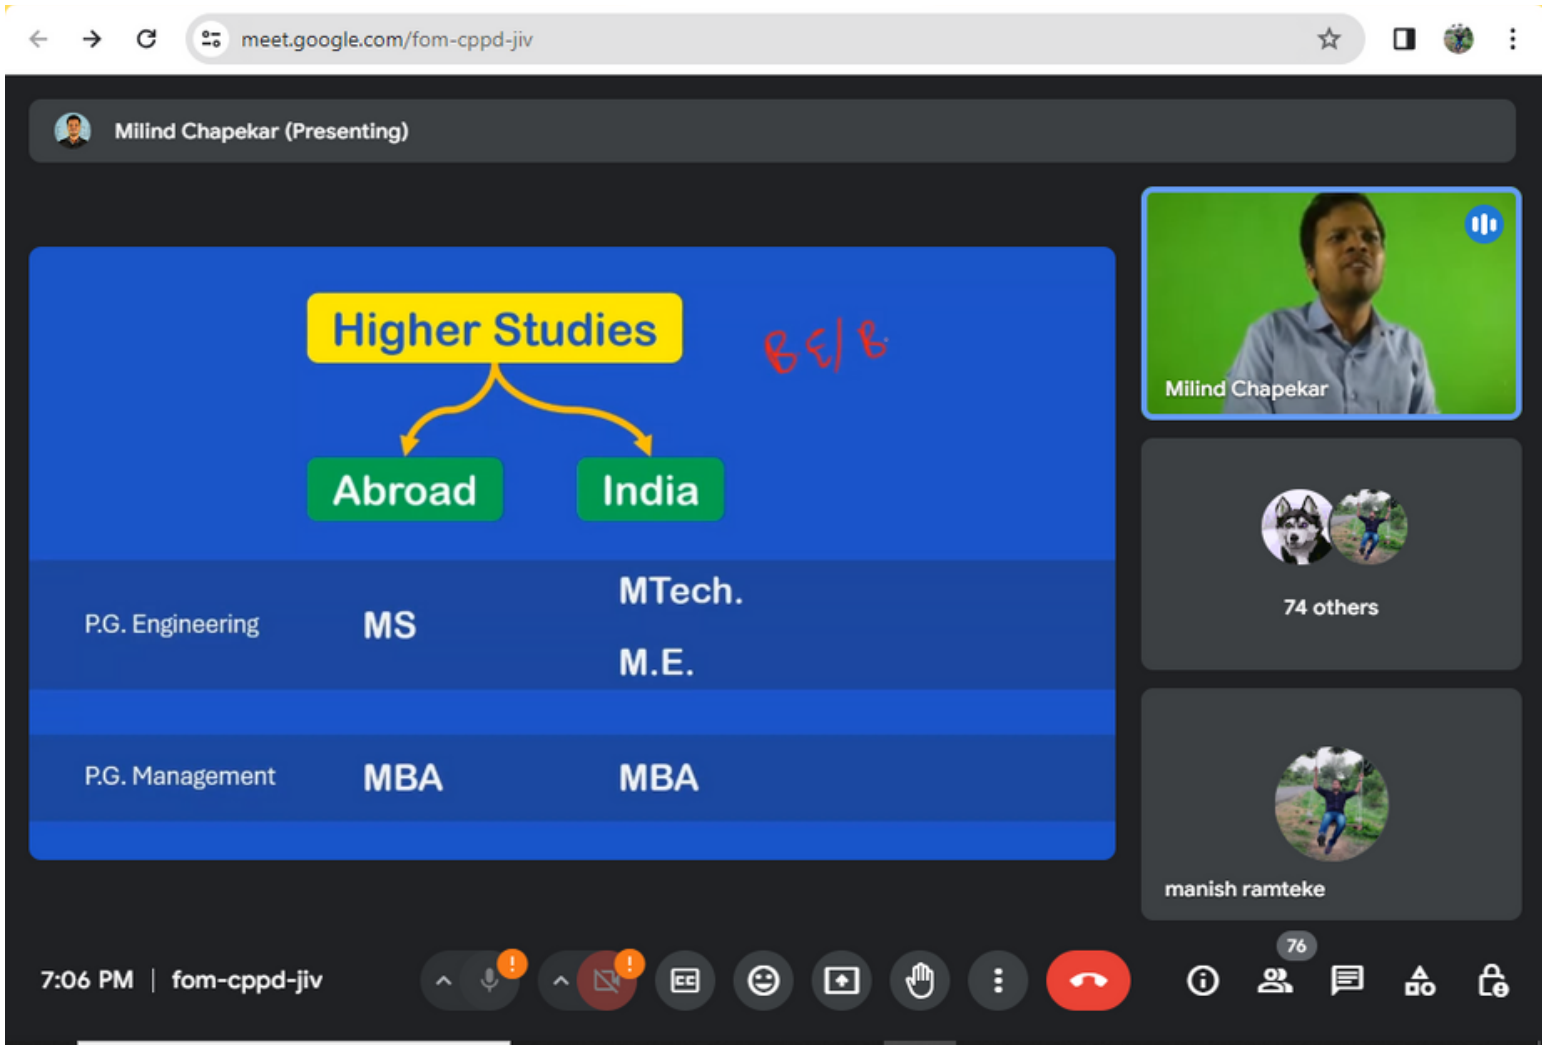 meet.google.com/fom-cppd-jiv
Milind Chapekar (Presenting)
Higher Studies
BE/B
Abroad
India
P.G. Engineering
MS
MTech.
M.E.
P.G. Management
MBA
MBA
Milind Chapekar
74 others
manish ramteke
7:06 PM | fom-cppd-jiv
!
!
CC
76